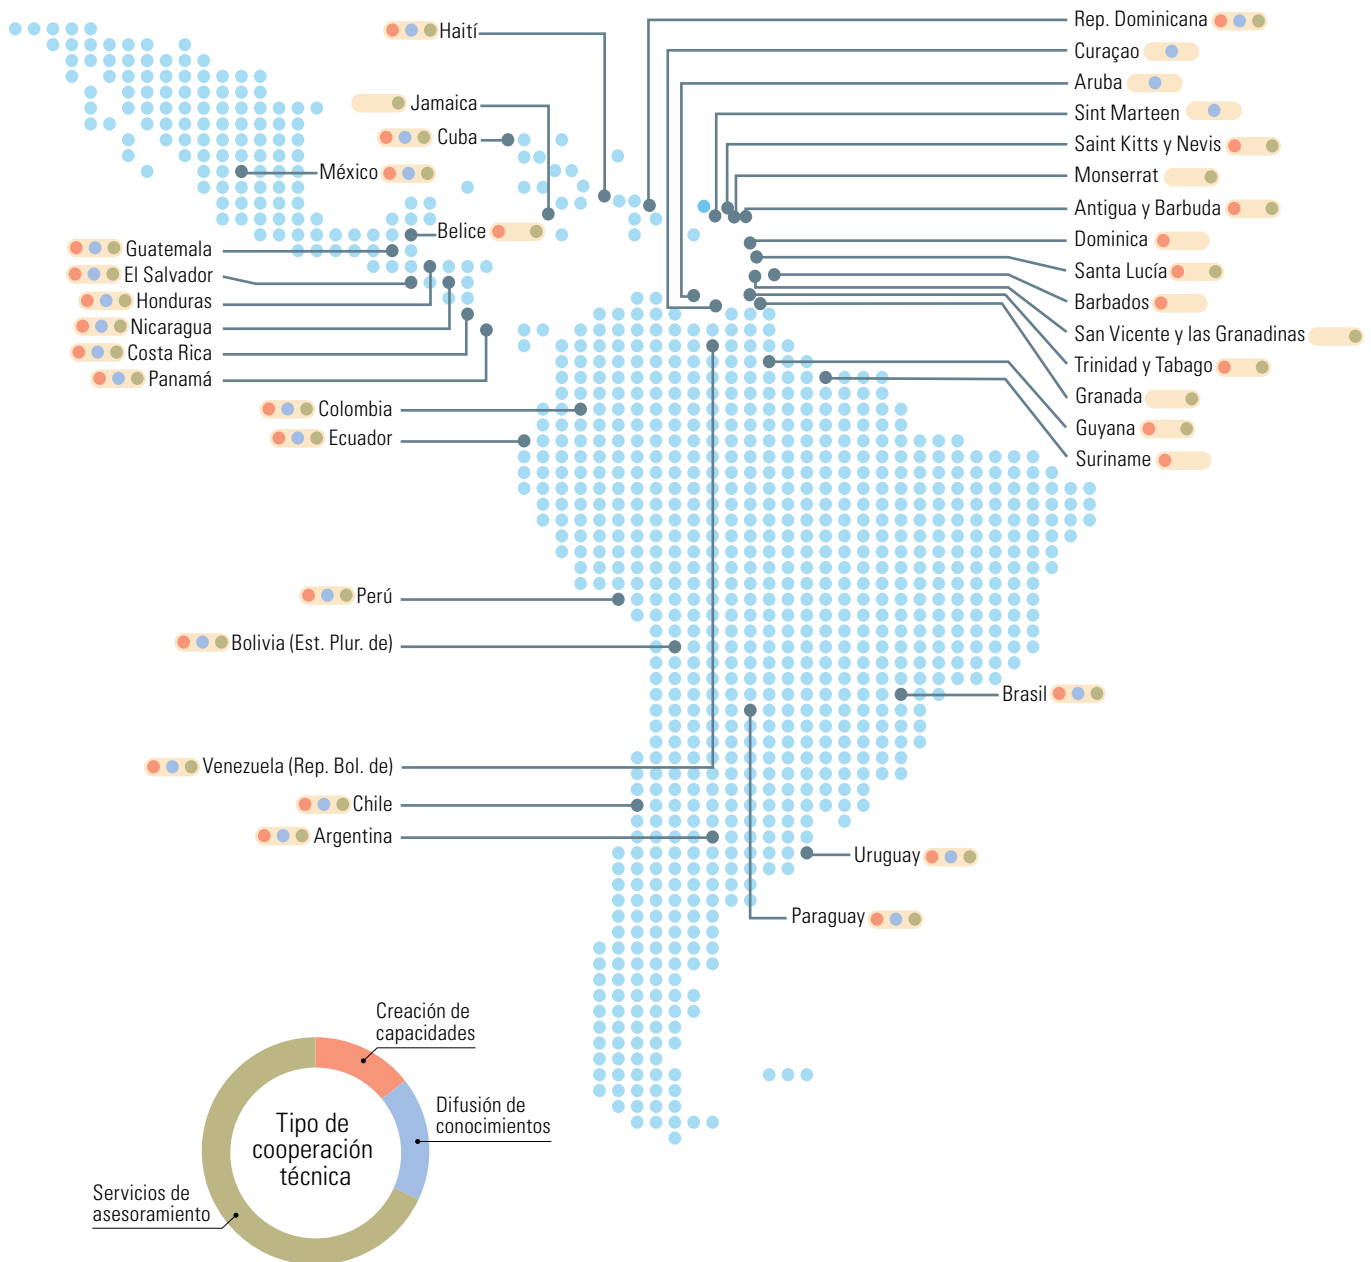 Haití
Jamaica
Cuba
México
Belice
Guatemala
El Salvador
Honduras
Nicaragua
Costa Rica
Panamá
Colombia
Ecuador
Perú
Bolivia (Est. Plur. de)
Venezuela (Rep. Bol. de)
Chile
Argentina
Rep. Dominicana
Curaçao
Aruba
Sint Marteen
Saint Kitts y Nevis
Monserrat
Antigua y Barbuda
Dominica
Santa Lucía
Barbados
San Vicente y las Granadinas
Trinidad y Tabago
Granada
Guyana
Suriname
Brasil
Uruguay
Paraguay
Creación de
capacidades
Difusión de
conocimientos
Tipo de
cooperación
técnica
Servicios de
asesoramiento